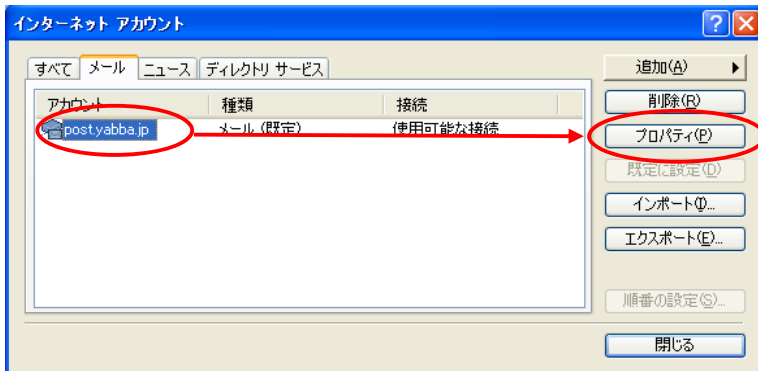 インターネット アカウント
すべて メール ニュース ディレクトリ サービス
アカウント 種類 接続
post.yabba.jp メール (既定) 使用可能な接続
追加(A)
削除(R)
プロパティ(P)
既定に設定(D)
インポート(I)...
エクスポート(E)...
順番の設定(S)...
閉じる